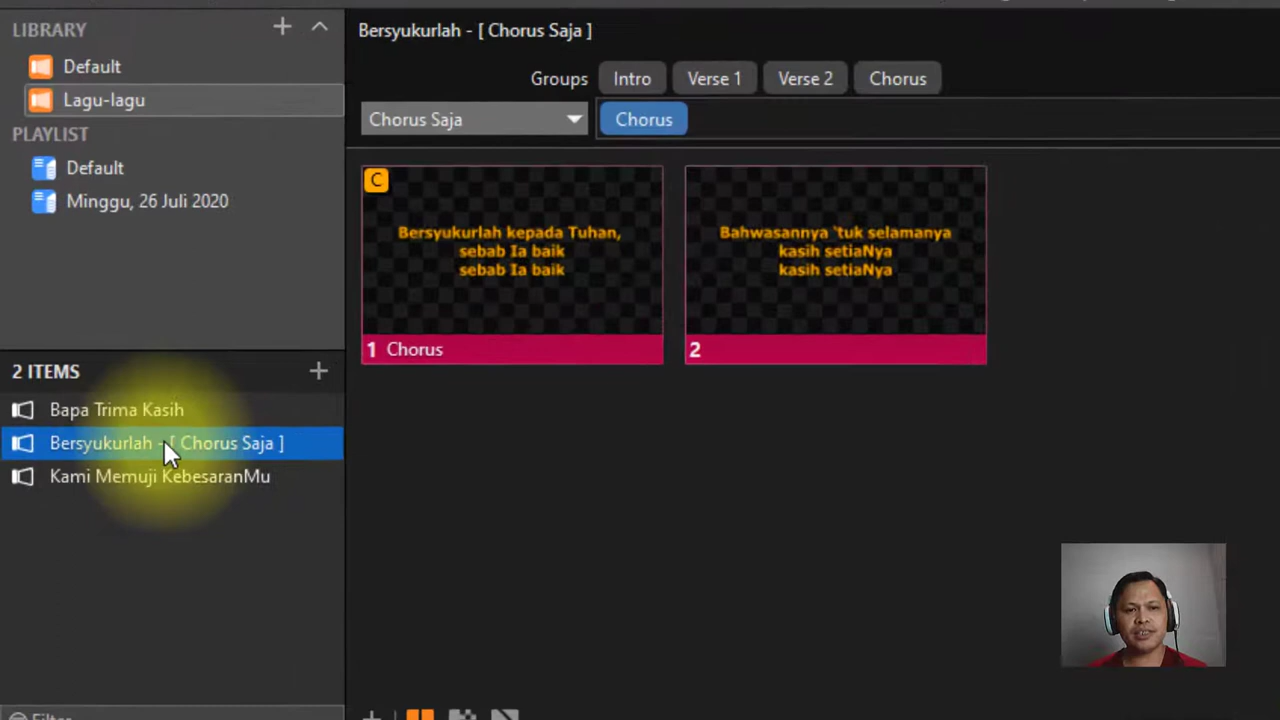 LIBRARY
Default
Lagu-lagu
PLAYLIST
Default
Minggu, 26 Juli 2020
2 ITEMS
Bapa Trima Kasih
Bersyukurlah - [ Chorus Saja ]
Kami Memuji KebesaranMu
Filter
Bersyukurlah - [ Chorus Saja ]
Groups Intro Verse 1 Verse 2 Chorus
Chorus Saja Chorus
C
Bersyukurlah kepada Tuhan,
sebab Ia baik
sebab Ia baik
1 Chorus
Bahwasannya 'tuk selamanya
kasih setiaNya
kasih setiaNya
2